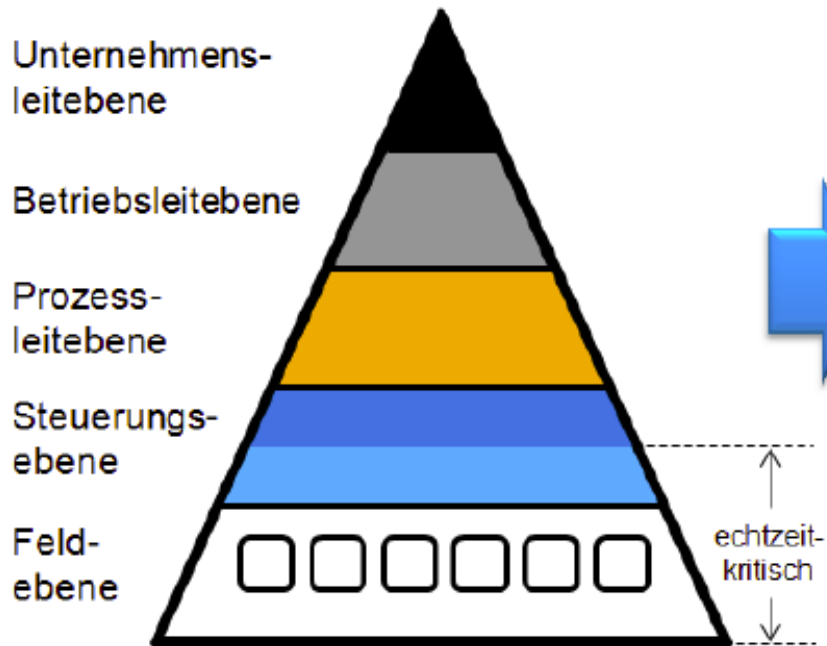 Unternehmens-
leitebene
Betriebsleitebene
Prozess-
leitebene
Steuerungs-
ebene
Feld-
ebene
echtzeit-
kritisch